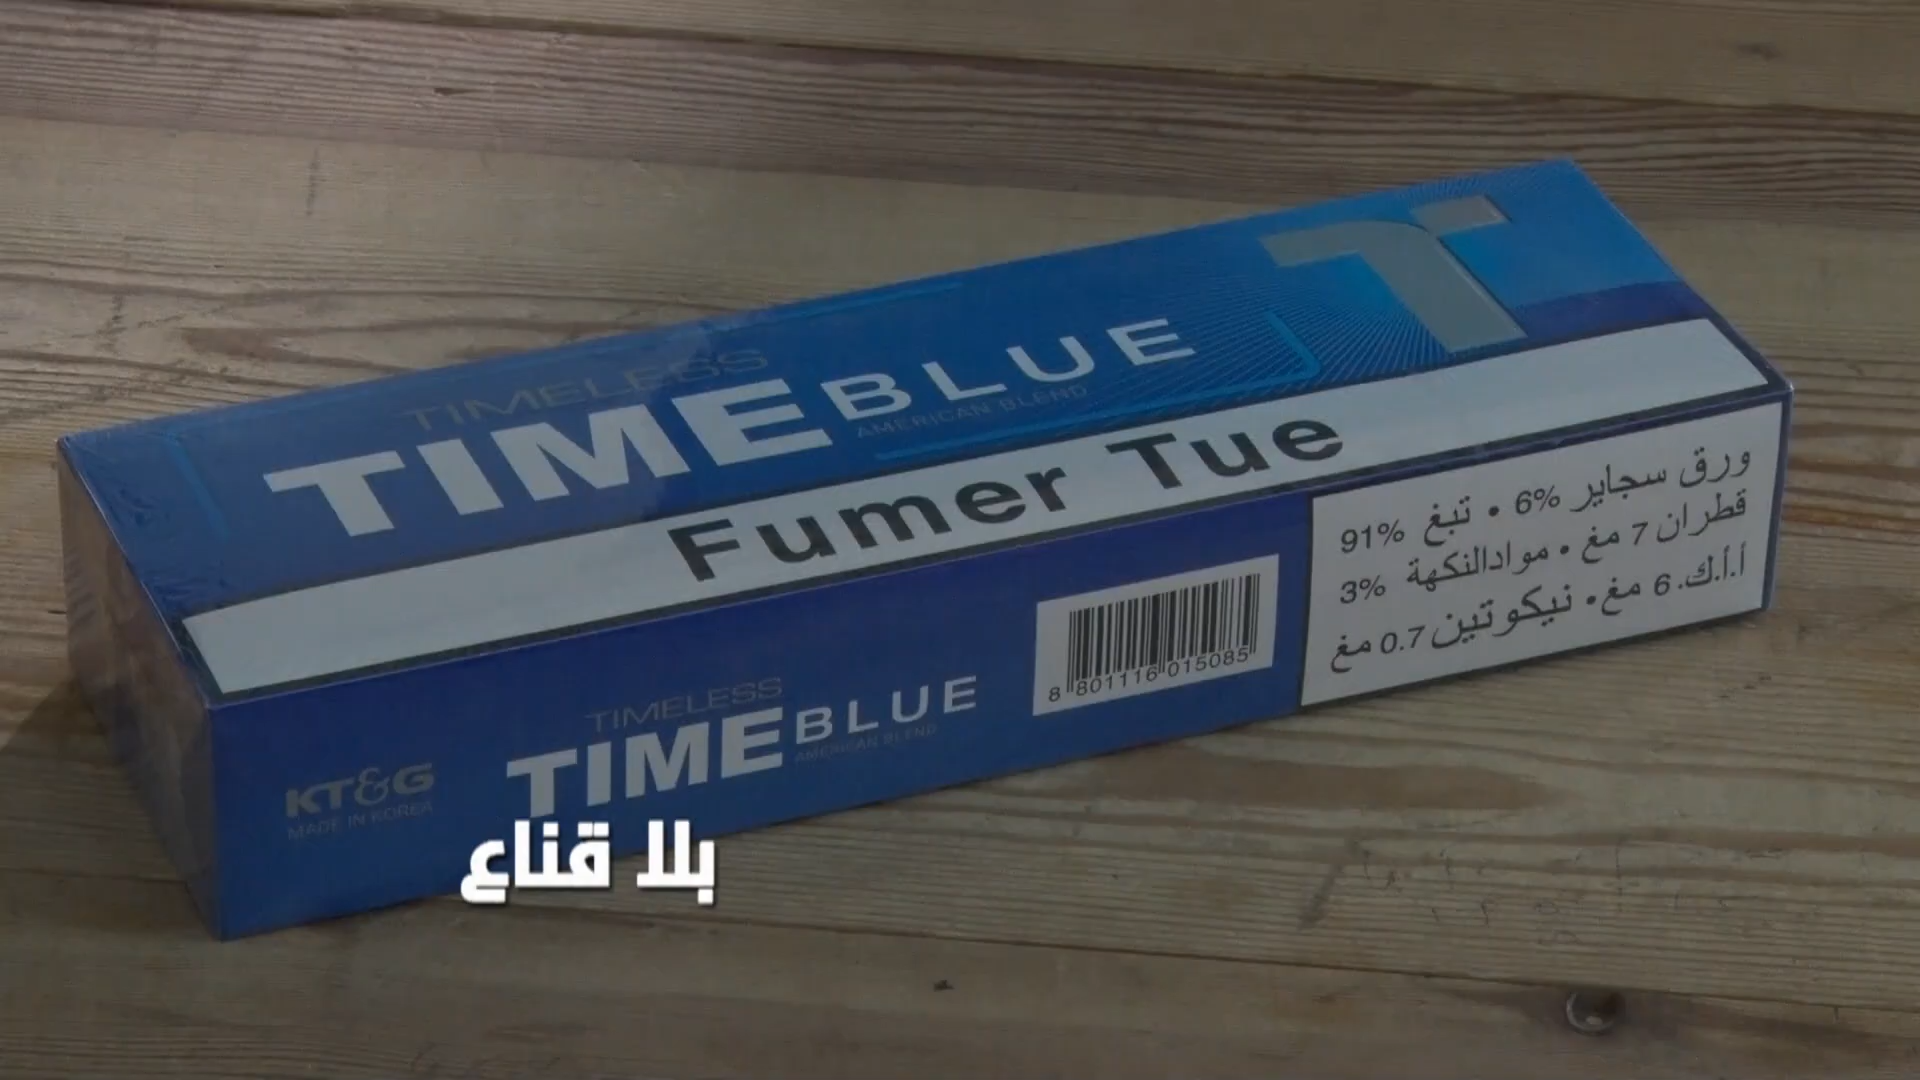 TIMELESS
TIME BLUE
AMERICAN BLEND
Fumer Tue
ورق سجاير 6% • تبغ 91%
قطران 7 مغ • موادالنكهة 3%
أ.أ.ك. 6 مغ • نيكوتين 0.7 مغ
8 801116 015085
TIMELESS
TIME BLUE
AMERICAN BLEND
KT&G
MADE IN KOREA
بلا قناع